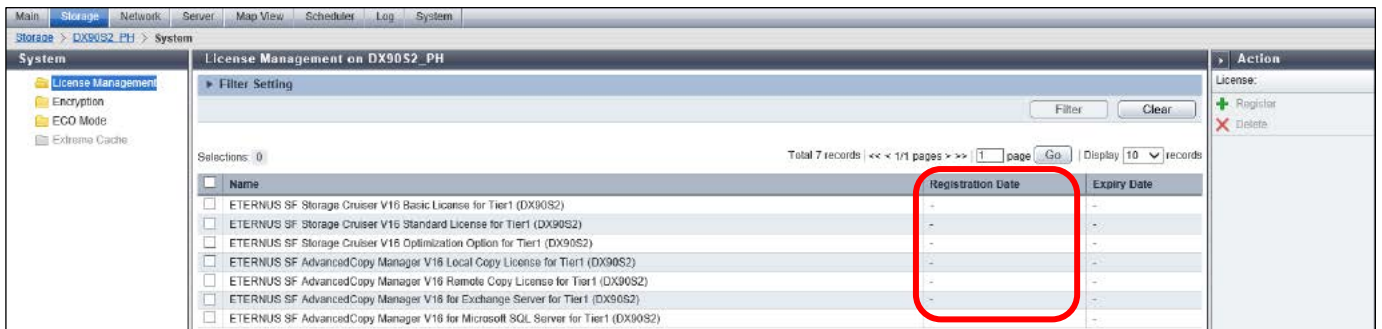 Main Storage Network Server Map View Scheduler Log System
Storage > DX90S2_PH > System
System
License Management
Encryption
ECO Mode
Extreme Cache
License Management on DX90S2_PH
Filter Setting
Filter Clear
Selections: 0 Total 7 records | << < 1/1 pages > >> | 1 page Go | Display 10 records
Name Registration Date Expiry Date
ETERNUS SF Storage Cruiser V16 Basic License for Tier1 (DX90S2) - -
ETERNUS SF Storage Cruiser V16 Standard License for Tier1 (DX90S2) - -
ETERNUS SF Storage Cruiser V16 Optimization Option for Tier1 (DX90S2) - -
ETERNUS SF AdvancedCopy Manager V16 Local Copy License for Tier1 (DX90S2) - -
ETERNUS SF AdvancedCopy Manager V16 Remote Copy License for Tier1 (DX90S2) - -
ETERNUS SF AdvancedCopy Manager V16 for Exchange Server for Tier1 (DX90S2) - -
ETERNUS SF AdvancedCopy Manager V16 for Microsoft SQL Server for Tier1 (DX90S2) -
Action
License:
Register
Delete